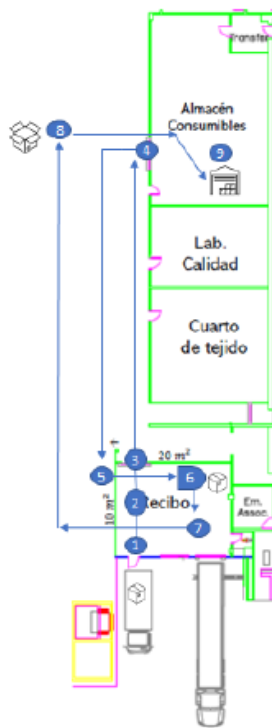 Transfer
Almacén
Consumibles
8
4
9
Lab.
Calidad
Cuarto
de tejido
3
20 m²
5
6
10 m²
2
Recibo
Em.
Assoc.
7
1